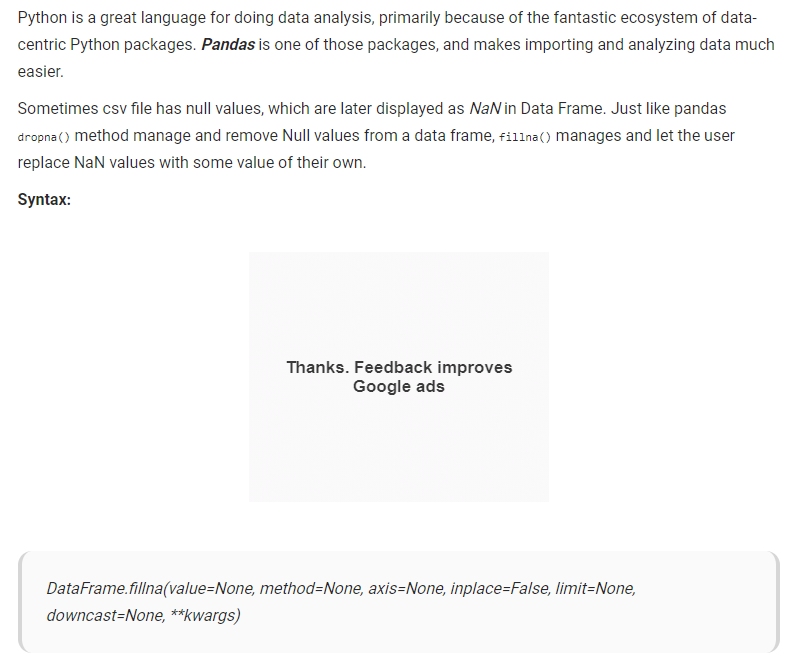 Python is a great language for doing data analysis, primarily because of the fantastic ecosystem of data-
centric Python packages. Pandas is one of those packages, and makes importing and analyzing data much
easier.
Sometimes csv file has null values, which are later displayed as NaN in Data Frame. Just like pandas
dropna() method manage and remove Null values from a data frame, fillna() manages and let the user
replace NaN values with some value of their own.
Syntax:
Thanks. Feedback improves
Google ads
DataFrame.fillna(value=None, method=None, axis=None, inplace=False, limit=None,
downcast=None, **kwargs)